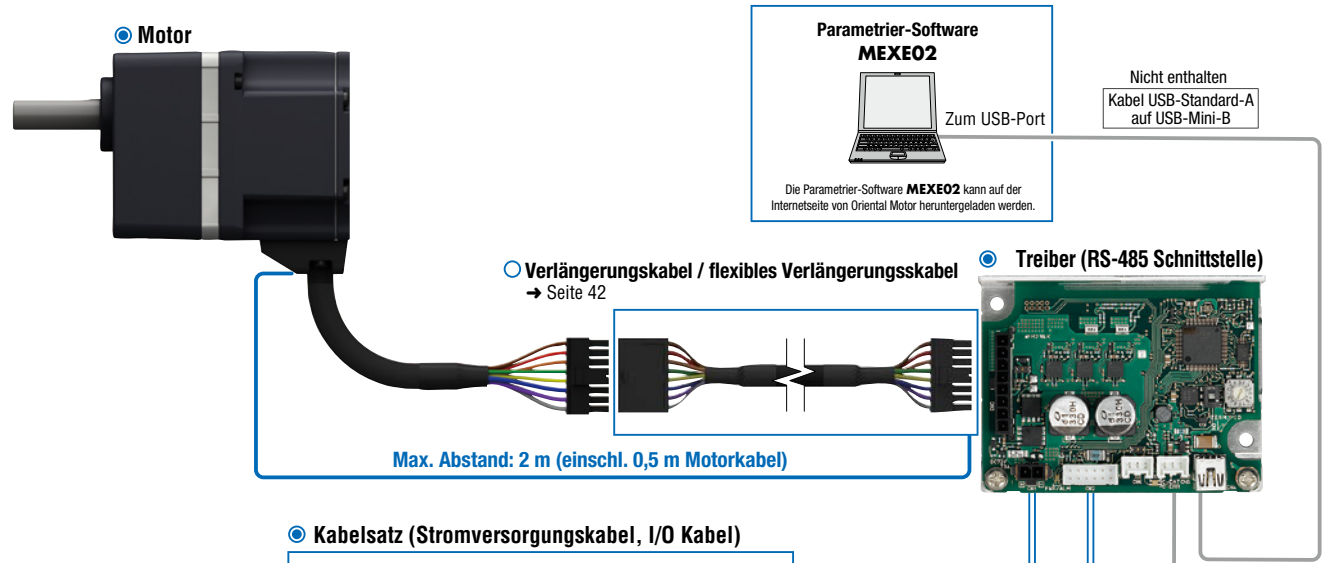 Motor
Parametrier-Software
MEXE02
Zum USB-Port
Die Parametrier-Software MEXE02 kann auf der
Internetseite von Oriental Motor heruntergeladen werden.
Nicht enthalten
Kabel USB-Standard-A
auf USB-Mini-B
Verlängerungskabel / flexibles Verlängerungsskabel
→ Seite 42
Treiber (RS-485 Schnittstelle)
Max. Abstand: 2 m (einschl. 0,5 m Motorkabel)
Kabelsatz (Stromversorgungskabel, I/O Kabel)